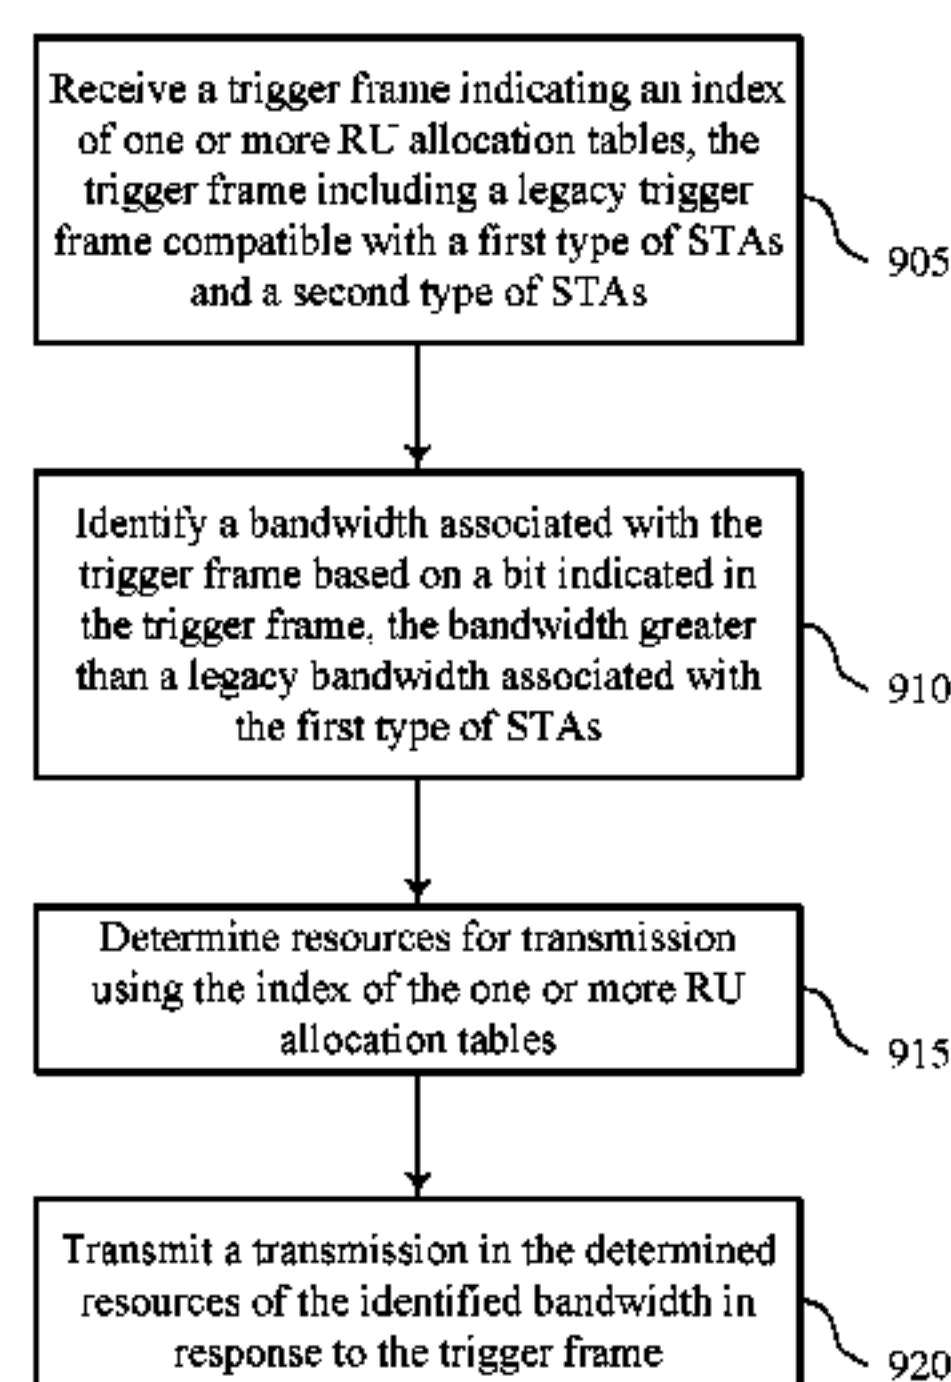 Receive a trigger frame indicating an index
of one or more RU allocation tables, the
trigger frame including a legacy trigger
frame compatible with a first type of STAs
and a second type of STAs
905
Identify a bandwidth associated with the
trigger frame based on a bit indicated in
the trigger frame, the bandwidth greater
than a legacy bandwidth associated with
the first type of STAs
910
Determine resources for transmission
using the index of the one or more RU
allocation tables
915
Transmit a transmission in the determined
resources of the identified bandwidth in
response to the trigger frame
920